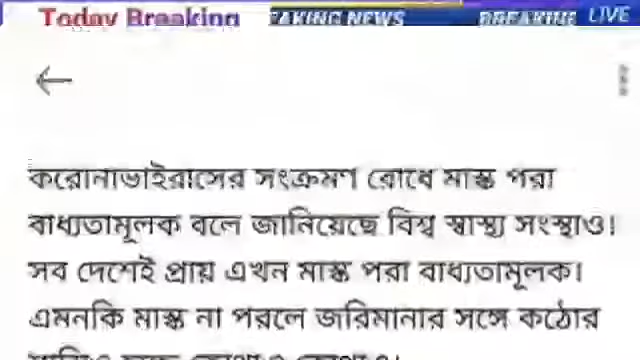 Today Breaking BREAKING NEWS BREAKING LIVE
করোনাভাইরাসের সংক্রমণ রোধে মাস্ক পরা
বাধ্যতামূলক বলে জানিয়েছে বিশ্ব স্বাস্থ্য সংস্থাও।
সব দেশেই প্রায় এখন মাস্ক পরা বাধ্যতামূলক।
এমনকি মাস্ক না পরলে জরিমানার সঙ্গে কঠোর